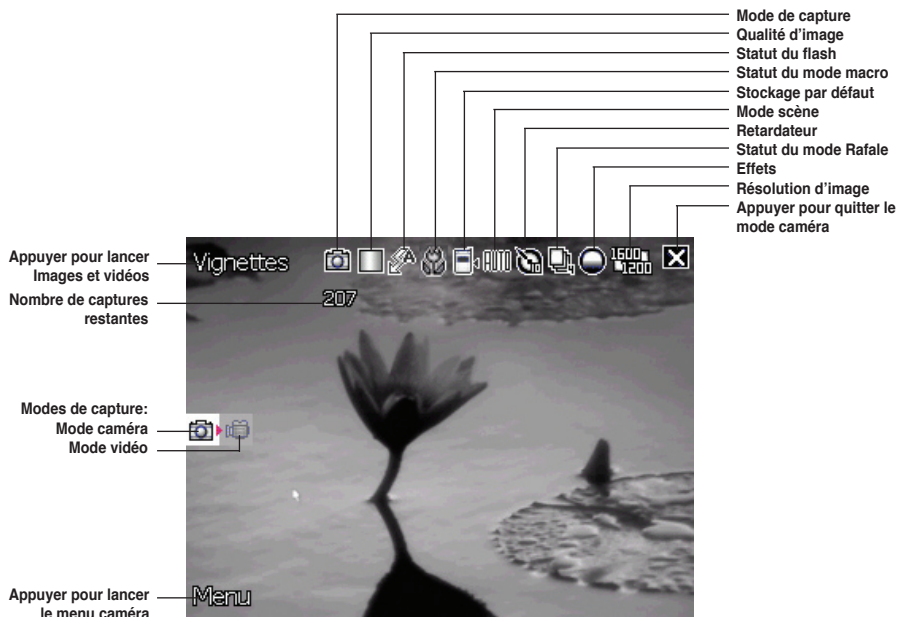 Mode de capture
Qualité d'image
Statut du flash
Statut du mode macro
Stockage par défaut
Mode scène
Retardateur
Statut du mode Rafale
Effets
Résolution d'image
Appuyer pour quitter le
mode caméra
Appuyer pour lancer
Images et vidéos
Nombre de captures
restantes
Modes de capture:
Mode caméra
Mode vidéo
Appuyer pour lancer
le menu caméra
Vignettes
A
AUTO
10
4
1600
1200
207
Menu